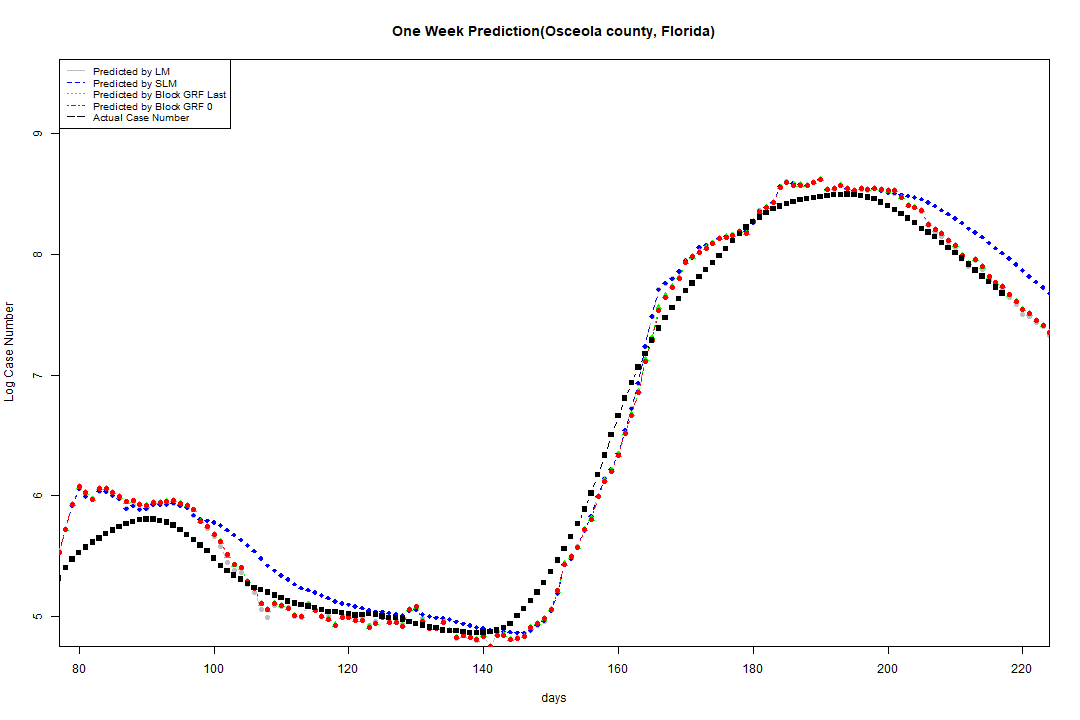 One Week Prediction(Osceola county, Florida)
Predicted by LM
Predicted by SLM
Predicted by Block GRF Last
Predicted by Block GRF 0
Actual Case Number
9
8
7
6
5
Log Case Number
80 100 120 140 160 180 200 220
days